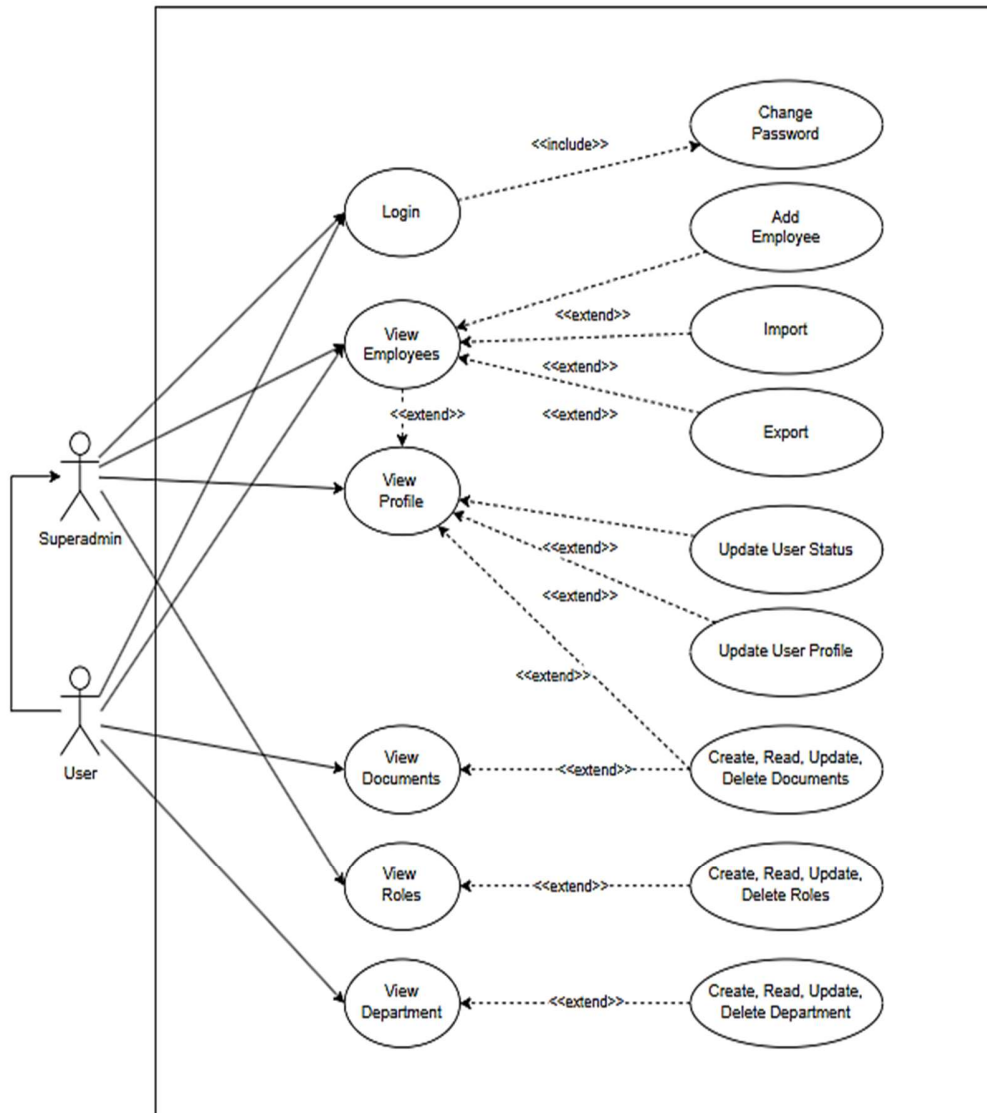 Change
Password
<<include>>
Login
Add
Employee
View
Employees
<<extend>>
Import
<<extend>>
<<extend>>
<<extend>>
Export
Superadmin
View
Profile
<<extend>>
Update User Status
<<extend>>
Update User Profile
<<extend>>
User
View
Documents
<<extend>>
Create, Read, Update,
Delete Documents
View
Roles
<<extend>>
Create, Read, Update,
Delete Roles
View
Department
<<extend>>
Create, Read, Update,
Delete Department